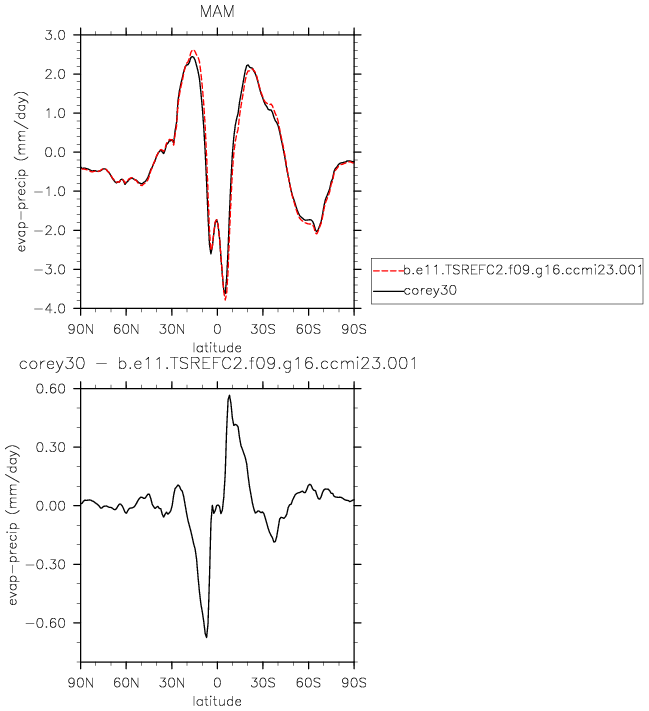 MAM
3.0
2.0
1.0
0.0
-1.0
-2.0
-3.0
-4.0
evap-precip (mm/day)
90N 60N 30N 0 30S 60S 90S
latitude
b.e11.TSREFC2.f09.g16.ccmi23.001
corey30
corey30 - b.e11.TSREFC2.f09.g16.ccmi23.001
0.60
0.30
0.00
-0.30
-0.60
evap-precip (mm/day)
90N 60N 30N 0 30S 60S 90S
latitude